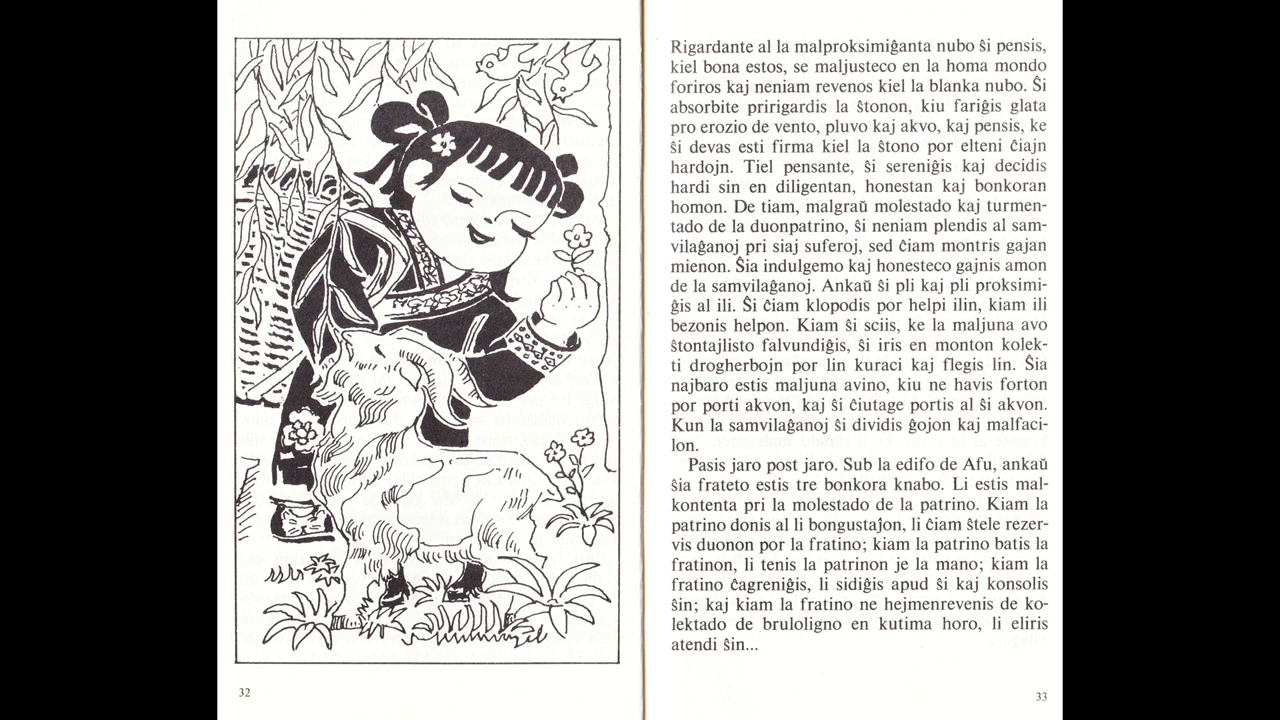 Rigardante al la malproksimiĝanta nubo ŝi pensis,
kiel bona estos, se maljusteco en la homa mondo
foriros kaj neniam revenos kiel la blanka nubo. Ŝi
absorbite pririgardis la ŝtonon, kiu fariĝis glata
pro erozio de vento, pluvo kaj akvo, kaj pensis, ke
ŝi devas esti firma kiel la ŝtono por elteni ĉiajn
hardojn. Tiel pensante, ŝi sereniĝis kaj decidis
hardi sin en diligentan, honestan kaj bonkoran
homon. De tiam, malgraŭ molestado kaj turmen-
tado de la duonpatrino, ŝi neniam plendis al sam-
vilaĝanoj pri siaj suferoj, sed ĉiam montris gajan
mienon. Ŝia indulgemo kaj honesteco gajnis amon
de la samvilaĝanoj. Ankaŭ ŝi pli kaj pli proksimi-
ĝis al ili. Ŝi ĉiam klopodis por helpi ilin, kiam ili
bezonis helpon. Kiam ŝi sciis, ke la maljuna avo
ŝtontajlisto falvundiĝis, ŝi iris en monton kolek-
ti drogherbojn por lin kuraci kaj flegis lin. Ŝia
najbaro estis maljuna avino, kiu ne havis forton
por porti akvon, kaj ŝi ĉiutage portis al ŝi akvon.
Kun la samvilaĝanoj ŝi dividis ĝojon kaj malfaci-
lon.
Pasis jaro post jaro. Sub la edifo de Afu, ankaŭ
ŝia frateto estis tre bonkora knabo. Li estis mal-
kontenta pri la molestado de la patrino. Kiam la
patrino donis al li bongustaĵon, li ĉiam ŝtele rezer-
vis duonon por la fratino; kiam la patrino batis la
fratinon, li tenis la patrinon je la mano; kiam la
fratino ĉagreniĝis, li sidiĝis apud ŝi kaj konsolis
ŝin; kaj kiam la fratino ne hejmenrevenis de ko-
lektado de bruloligno en kutima horo, li eliris
atendi ŝin...
32
33